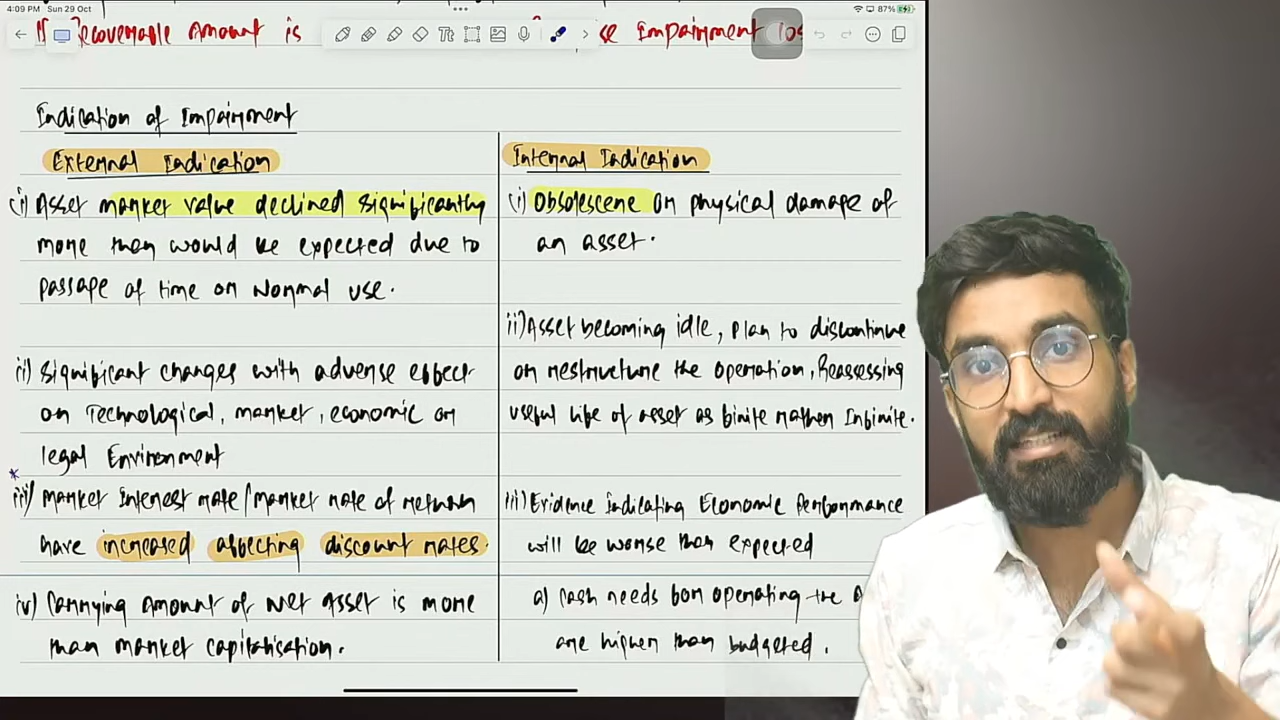 4:09 PM Sun 29 Oct
87%
Recoverable Amount is
Impairment
Tt
Indication of Impairment
External Indication
(i) Asset market value declined significantly
more than would be expected due to
passage of time or Normal use.
(ii) Significant changes with adverse effect
on Technological, market, economic or
legal Environment
*
iii) Market Interest rate/market rate of return
have increased affecting discount rates.
iv) Carrying Amount of Net Asset is more
than market capitalisation.
Internal Indication
(i) Obsolescene or physical damage of
an asset.
ii) Asset becoming idle, plan to discontinue
or restructure the operation, Reassessing
useful life of asset as finite rather Infinite.
iii) Evidence Indicating Economic Performance
will be worse than expected
a) Cash needs for operating the
are higher than budgeted.